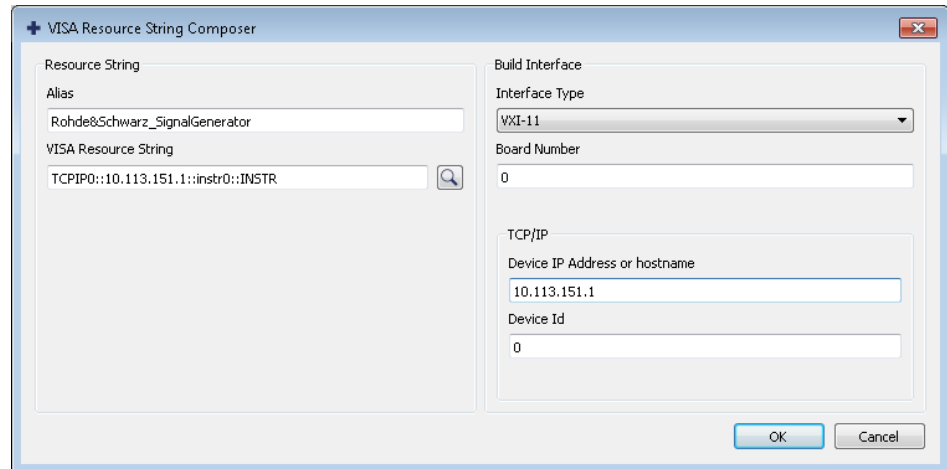 VISA Resource String Composer
Resource String
Alias
Rohde&Schwarz_SignalGenerator
VISA Resource String
TCPIP0::10.113.151.1::instr0::INSTR
Build Interface
Interface Type
VXI-11
Board Number
0
TCP/IP
Device IP Address or hostname
10.113.151.1
Device Id
0
OK
Cancel